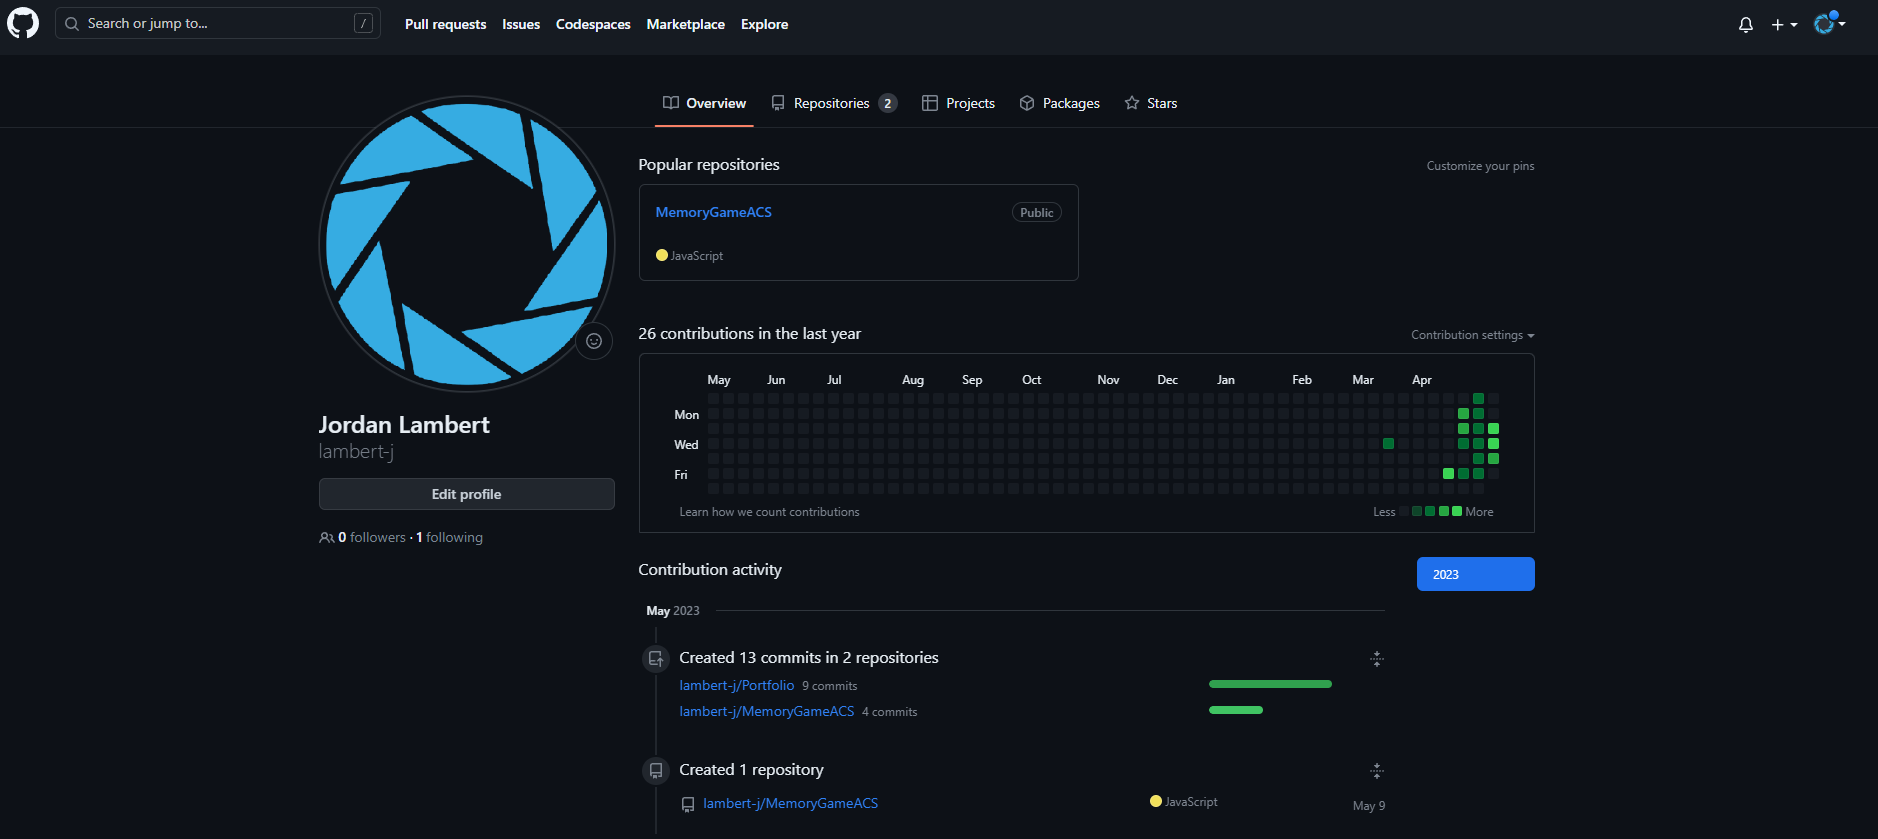 Search or jump to... / Pull requests Issues Codespaces Marketplace Explore
Overview Repositories 2 Projects Packages Stars
Popular repositories Customize your pins
MemoryGameACS Public
JavaScript
26 contributions in the last year Contribution settings
May Jun Jul Aug Sep Oct Nov Dec Jan Feb Mar Apr
Mon
Wed
Fri
Learn how we count contributions Less More
Jordan Lambert
lambert-j
Edit profile
0 followers · 1 following
Contribution activity 2023
May 2023
Created 13 commits in 2 repositories
lambert-j/Portfolio 9 commits
lambert-j/MemoryGameACS 4 commits
Created 1 repository
lambert-j/MemoryGameACS JavaScript May 9